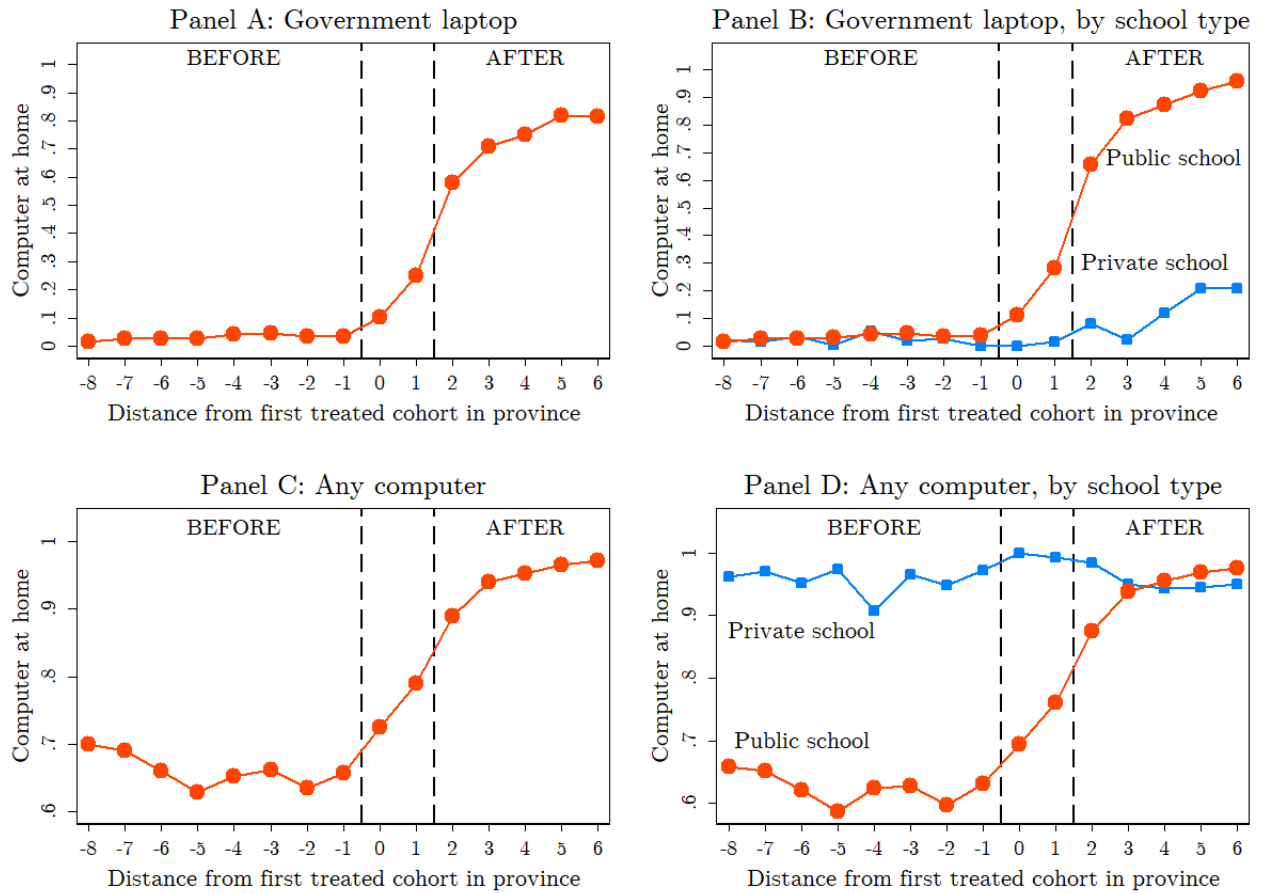 Panel A: Government laptop
BEFORE
AFTER
Computer at home
1
.9
.8
.7
.6
.5
.4
.3
.2
.1
0
-8 -7 -6 -5 -4 -3 -2 -1 0 1 2 3 4 5 6
Distance from first treated cohort in province
Panel B: Government laptop, by school type
BEFORE
AFTER
Computer at home
1
.9
.8
.7
.6
.5
.4
.3
.2
.1
0
Public school
Private school
-8 -7 -6 -5 -4 -3 -2 -1 0 1 2 3 4 5 6
Distance from first treated cohort in province
Panel C: Any computer
BEFORE
AFTER
Computer at home
1
.9
.8
.7
.6
-8 -7 -6 -5 -4 -3 -2 -1 0 1 2 3 4 5 6
Distance from first treated cohort in province
Panel D: Any computer, by school type
BEFORE
AFTER
Computer at home
1
.9
.8
.7
.6
Private school
Public school
-8 -7 -6 -5 -4 -3 -2 -1 0 1 2 3 4 5 6
Distance from first treated cohort in province